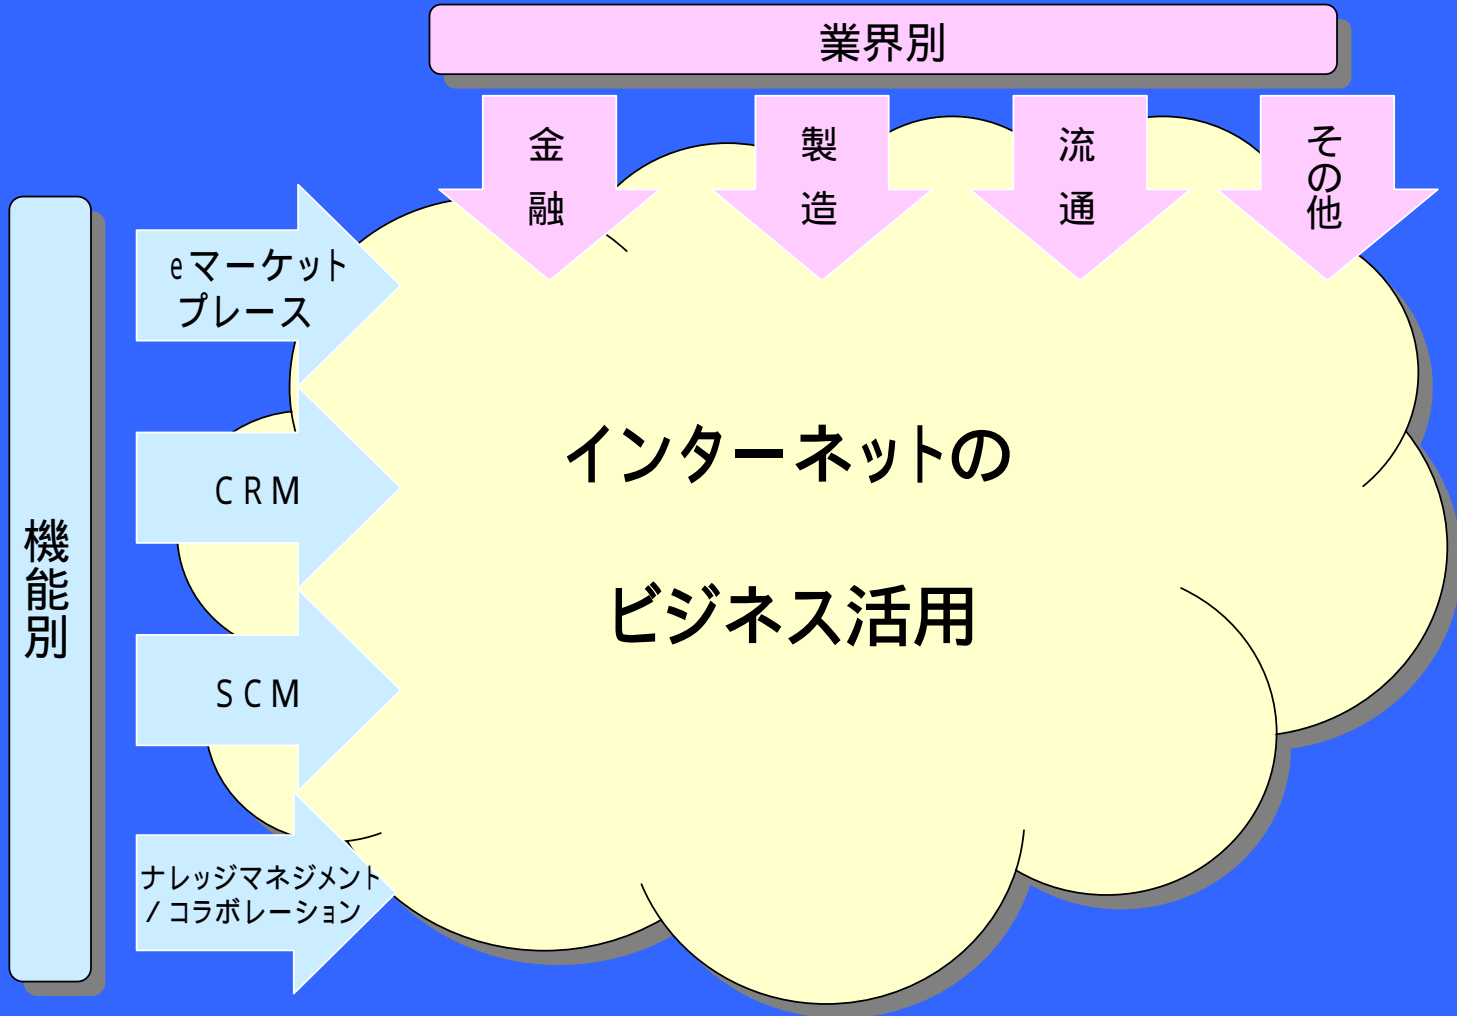 業界別
金融
製造
流通
その他
機能別
eマーケット
プレース
CRM
SCM
ナレッジマネジメント
/コラボレーション
インターネットの
ビジネス活用